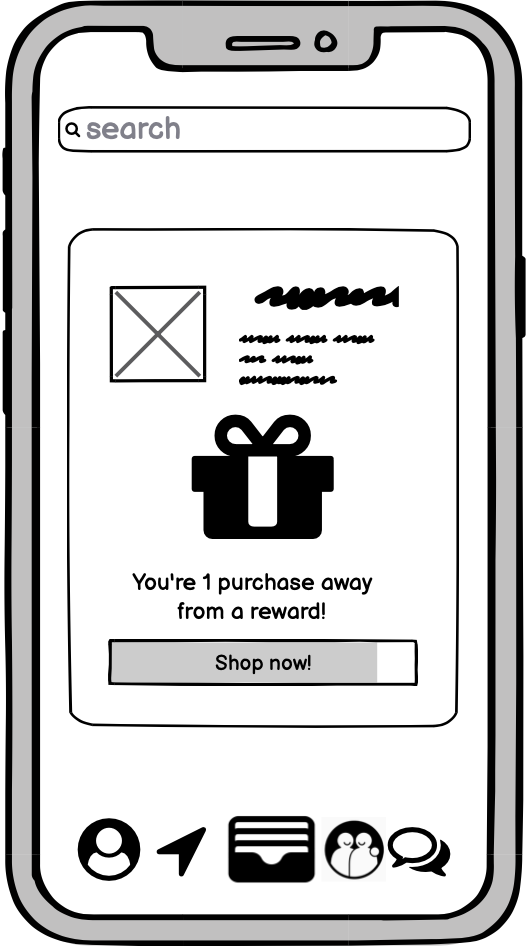 search
You're 1 purchase away
from a reward!
Shop now!